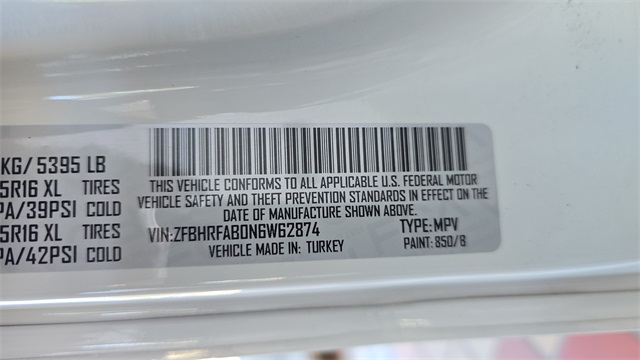 KG/ 5395 LB
5R16 XL TIRES
PA/39PSI COLD
5R16 XL TIRES
PA/42PSI COLD
THIS VEHICLE CONFORMS TO ALL APPLICABLE U.S. FEDERAL MOTOR
VEHICLE SAFETY AND THEFT PREVENTION STANDARDS IN EFFECT ON THE
DATE OF MANUFACTURE SHOWN ABOVE.
VIN:ZFBHRFAB0N6W62874 TYPE: MPV
VEHICLE MADE IN: TURKEY PAINT: 850/B